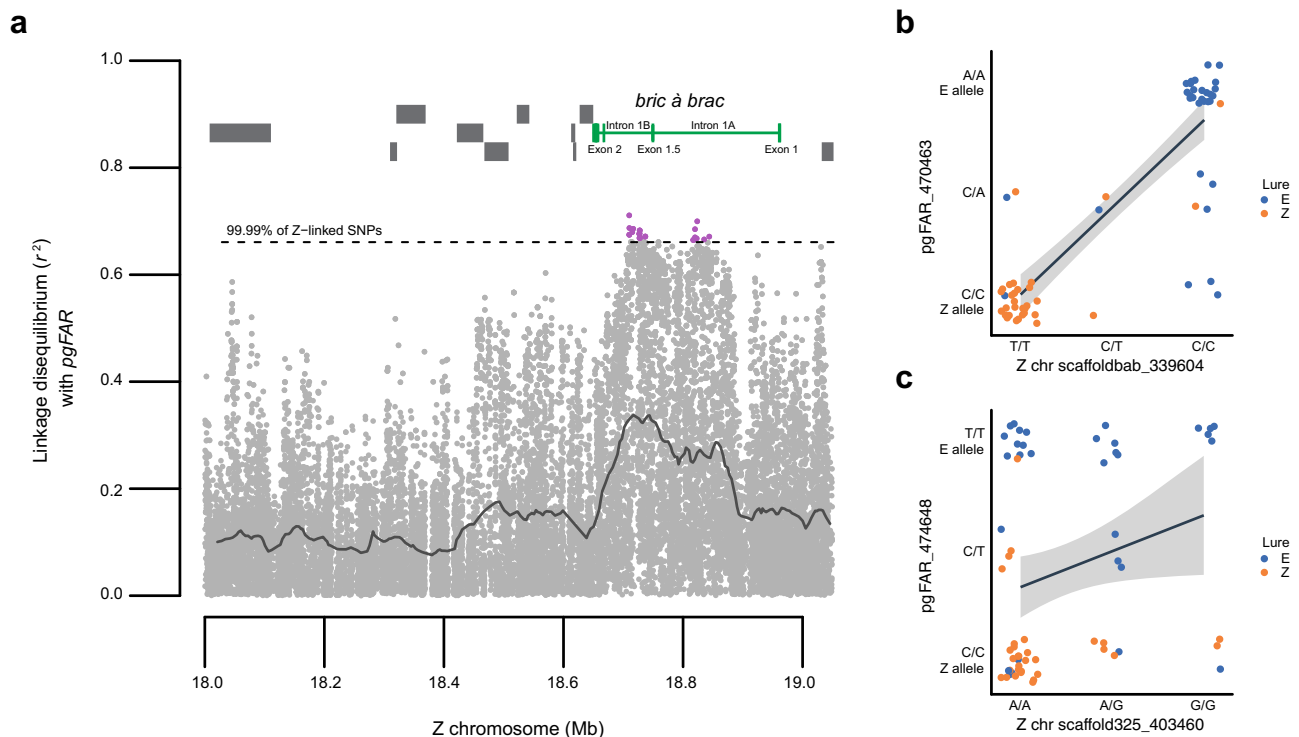 a
Linkage disequilibrium (r²)
with pgFAR
1.0
0.8
0.6
0.4
0.2
0.0
bric à brac
Intron 1B
Intron 1A
Exon 2
Exon 1.5
Exon 1
99.99% of Z−linked SNPs
18.0
18.2
18.4
18.6
18.8
19.0
Z chromosome (Mb)
b
pgFAR_470463
A/A
E allele
C/A
C/C
Z allele
T/T
C/T
C/C
Z chr scaffoldbab_339604
Lure
E
Z
c
pgFAR_474648
T/T
E allele
C/T
C/C
Z allele
A/A
A/G
G/G
Z chr scaffold325_403460
Lure
E
Z